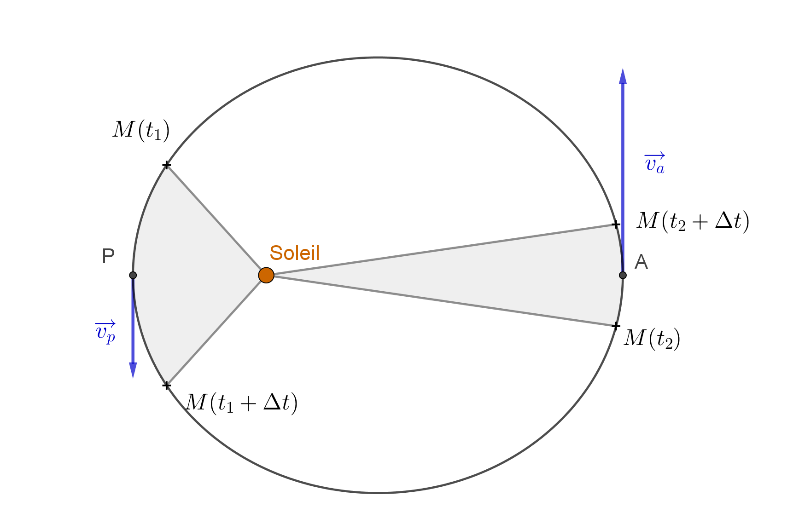 M(t₁)
v⃗ₐ
M(t₂ + Δt)
Soleil
P
A
v⃗ₚ
M(t₂)
M(t₁ + Δt)